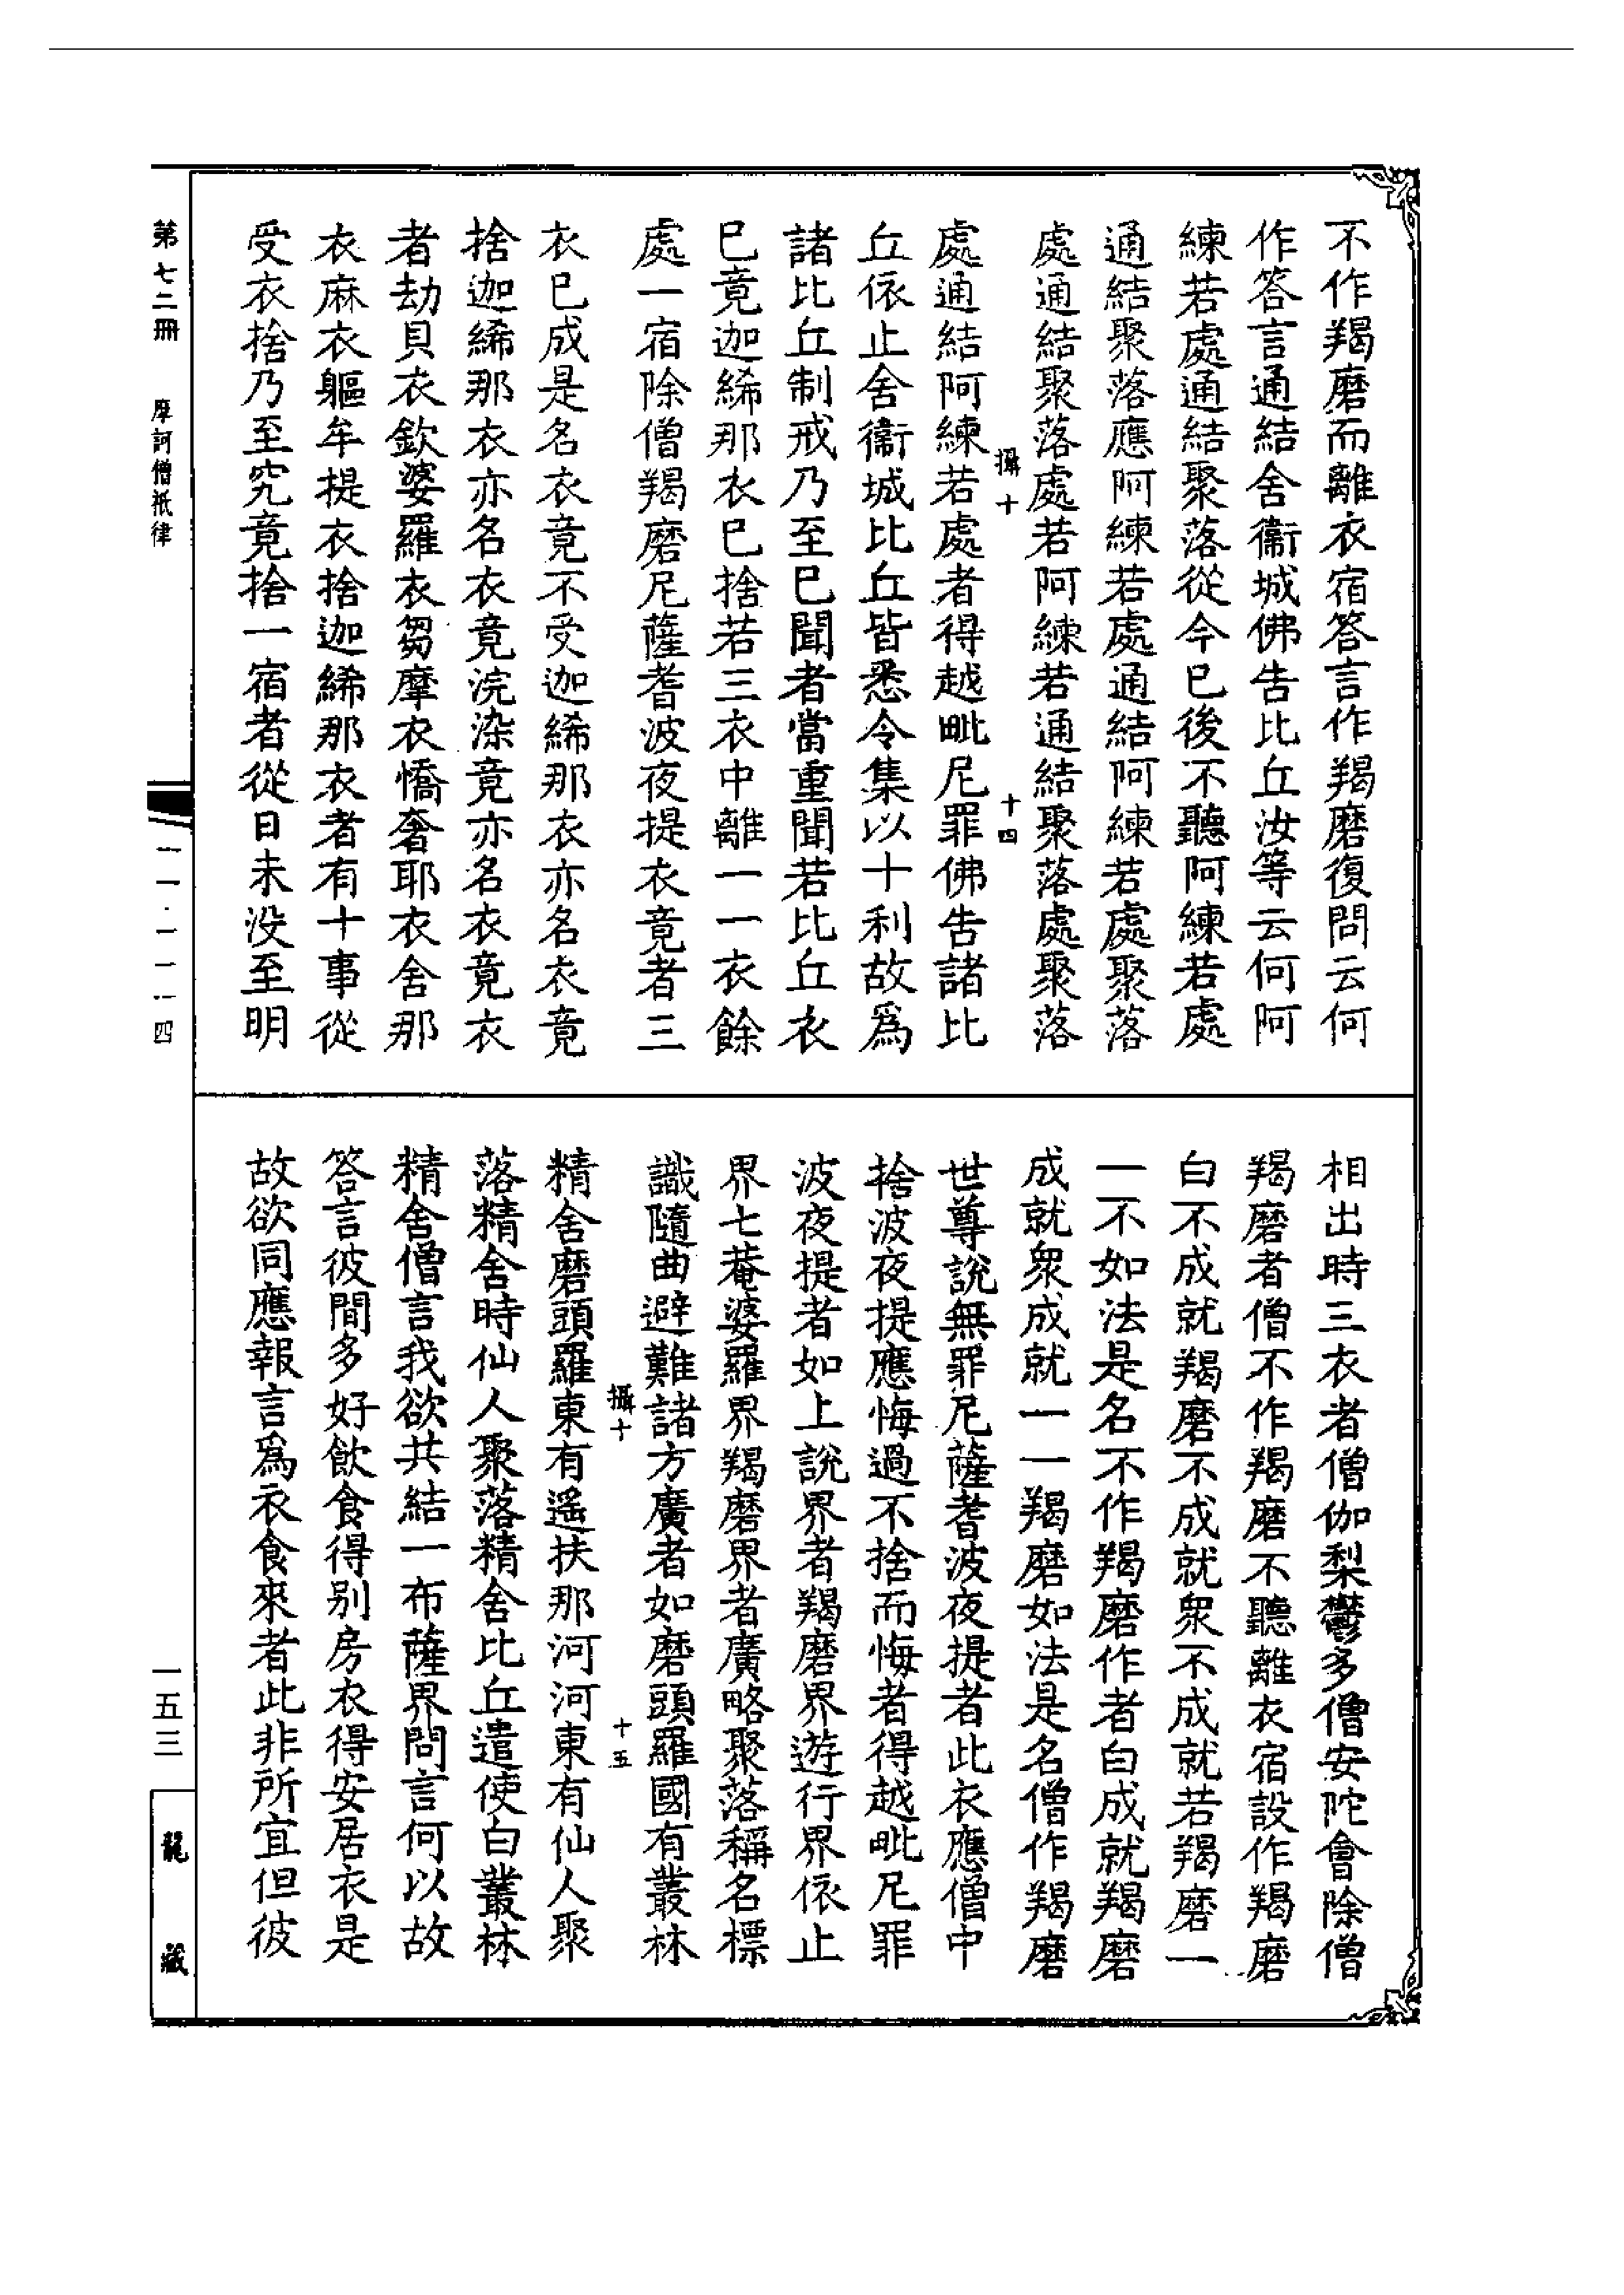 不作羯磨而離衣宿答言作羯磨復問云何
作答言通結舍衞城佛告比丘汝等云何阿
練若處通結聚落從今已後不聽阿練若處
通結聚落應阿練若處通結阿練若處聚落
處通結聚落處若阿練若通結聚落處聚落
攝十 十四
處通結阿練若處者得越毗尼罪佛告諸比
丘依止舍衞城比丘皆悉令集以十利故爲
諸比丘制戒乃至巳聞者當重聞若比丘衣
巳竟迦絺那衣巳捨若三衣中離一一衣餘
處一宿除僧羯磨尼薩耆波夜提衣竟者三
衣巳成是名衣竟不受迦絺那衣亦名衣竟
捨迦絺那衣亦名衣竟浣染竟亦名衣竟衣
者劫貝衣欽婆羅衣芻摩衣憍奢耶衣舍那
衣麻衣軀牟提衣捨迦絺那衣者有十事從
受衣捨乃至究竟捨一宿者從日未没至明
相出時三衣者僧伽梨鬱多僧安陀會除僧
羯磨者僧不作羯磨不聽離衣宿設作羯磨
白不成就羯磨不成就衆不成就若羯磨一
一不如法是名不作羯磨作者白成就羯磨
成就衆成就一一羯磨如法是名僧作羯磨
世尊說無罪尼薩耆波夜提者此衣應僧中
捨波夜提應悔過不捨而悔者得越毗尼罪
波夜提者如上說界者羯磨界遊行界依止
界七菴婆羅界羯磨界者廣略聚落稱名標
識隨曲避難諸方廣者如磨頭羅國有叢林
攝十 十五
精舍磨頭羅東有遥扶那河河東有仙人聚
落精舍時仙人聚落精舍比丘遣使白叢林
精舍僧言我欲共結一布薩界問言何以故
答言彼間多好飲食得别房衣得安居衣是
故欲同應報言爲衣食來者此非所宜但彼
第七二册 摩訶僧祇律
一一一一一四
一五三
龍藏